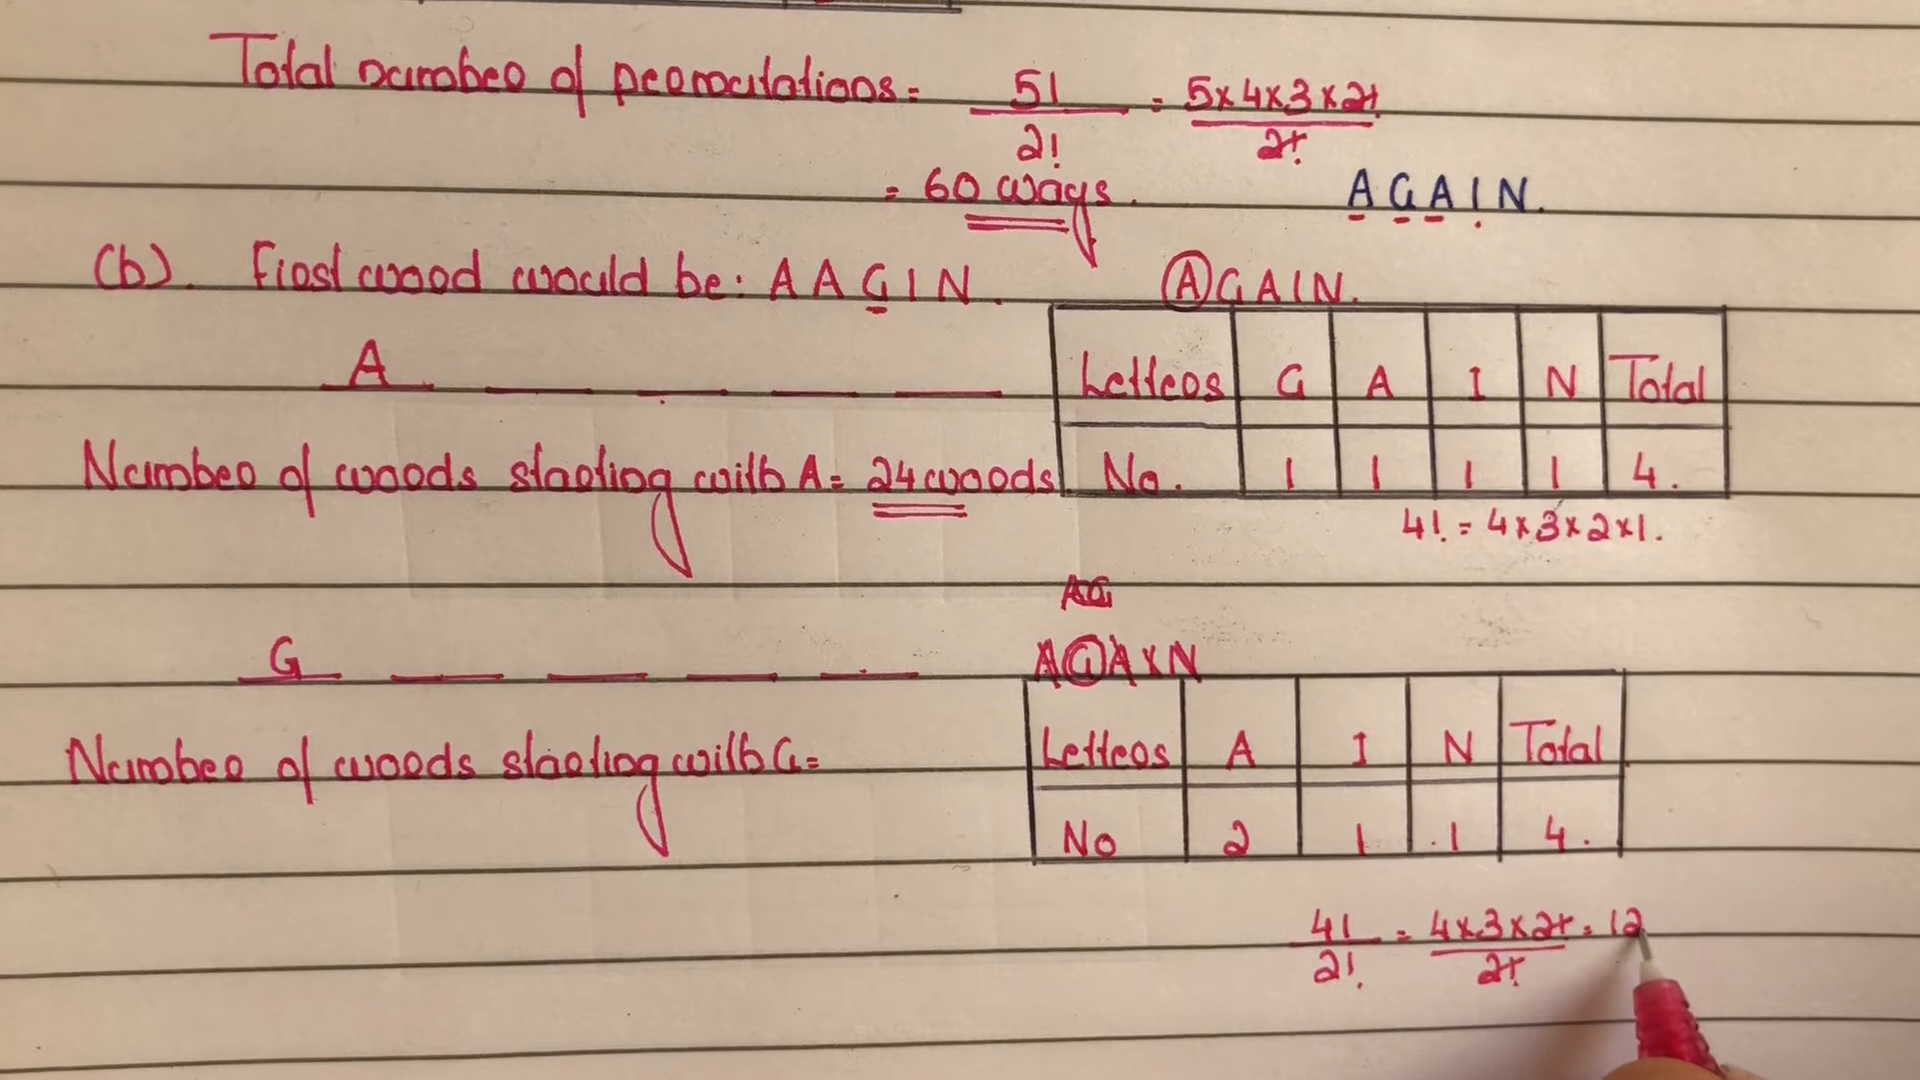 Total number of permutations = 5! / 2! = 5 x 4 x 3 x 2! / 2!
= 60 ways.
A G A I N.
(b). First word would be: A A G I N.
A G A I N.
A
Letters G A I N Total
No. 1 1 1 1 4.
Number of words starting with A = 24 words
4! = 4 x 3 x 2 x 1.
AG
A G A I N
G
Letters A I N Total
No 2 1 1 4.
Number of words starting with G =
4! / 2! = 4 x 3 x 2! / 2! = 12